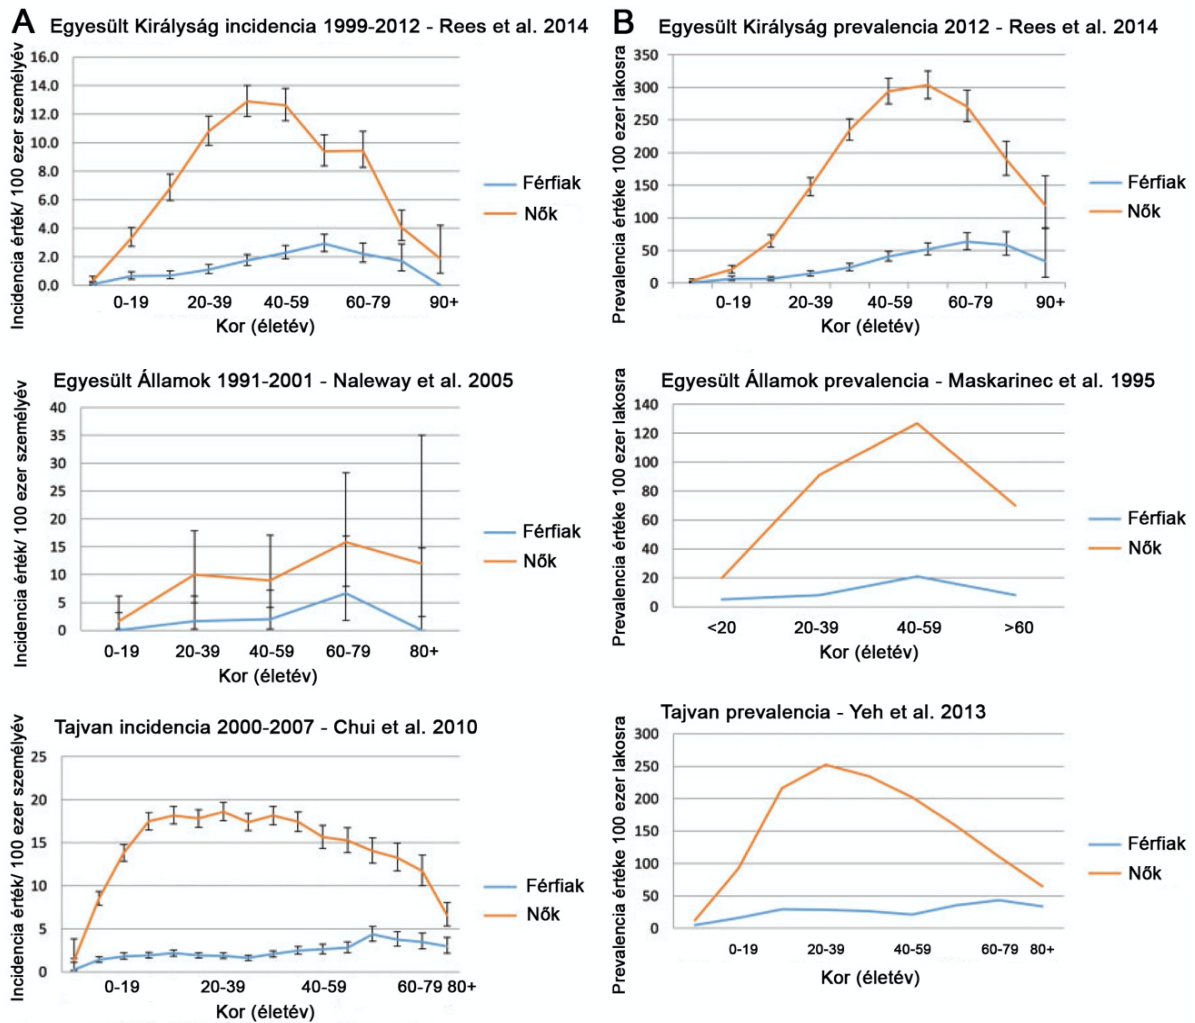 A Egyesült Királyság incidencia 1999-2012 - Rees et al. 2014
Incidencia érték/ 100 ezer személyév
16.0
14.0
12.0
10.0
8.0
6.0
4.0
2.0
0.0
0-19 20-39 40-59 60-79 90+
Kor (életév)
Férfiak
Nők
B Egyesült Királyság prevalencia 2012 - Rees et al. 2014
Prevalencia értéke 100 ezer lakosra
350
300
250
200
150
100
50
0
0-19 20-39 40-59 60-79 90+
Kor (életév)
Férfiak
Nők
Egyesült Államok 1991-2001 - Naleway et al. 2005
Incidencia érték/ 100 ezer személyév
40
35
30
25
20
15
10
5
0
0-19 20-39 40-59 60-79 80+
Kor (életév)
Férfiak
Nők
Egyesült Államok prevalencia - Maskarinec et al. 1995
Prevalencia értéke 100 ezer lakosra
140
120
100
80
60
40
20
0
<20 20-39 40-59 >60
Kor (életév)
Férfiak
Nők
Tajvan incidencia 2000-2007 - Chui et al. 2010
Incidencia érték/ 100 ezer személyév
25
20
15
10
5
0
0-19 20-39 40-59 60-79 80+
Kor (életév)
Férfiak
Nők
Tajvan prevalencia - Yeh et al. 2013
Prevalencia értéke 100 ezer lakosra
300
250
200
150
100
50
0
0-19 20-39 40-59 60-79 80+
Kor (életév)
Férfiak
Nők